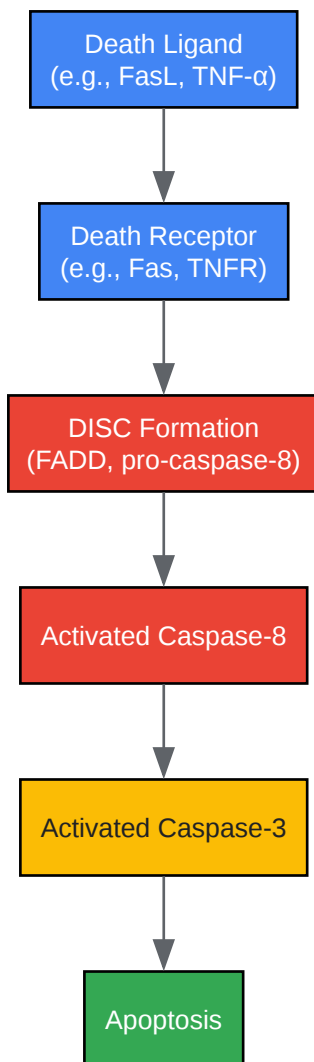 Death Ligand
(e.g., FasL, TNF-α)
Death Receptor
(e.g., Fas, TNFR)
DISC Formation
(FADD, pro-caspase-8)
Activated Caspase-8
Activated Caspase-3
Apoptosis